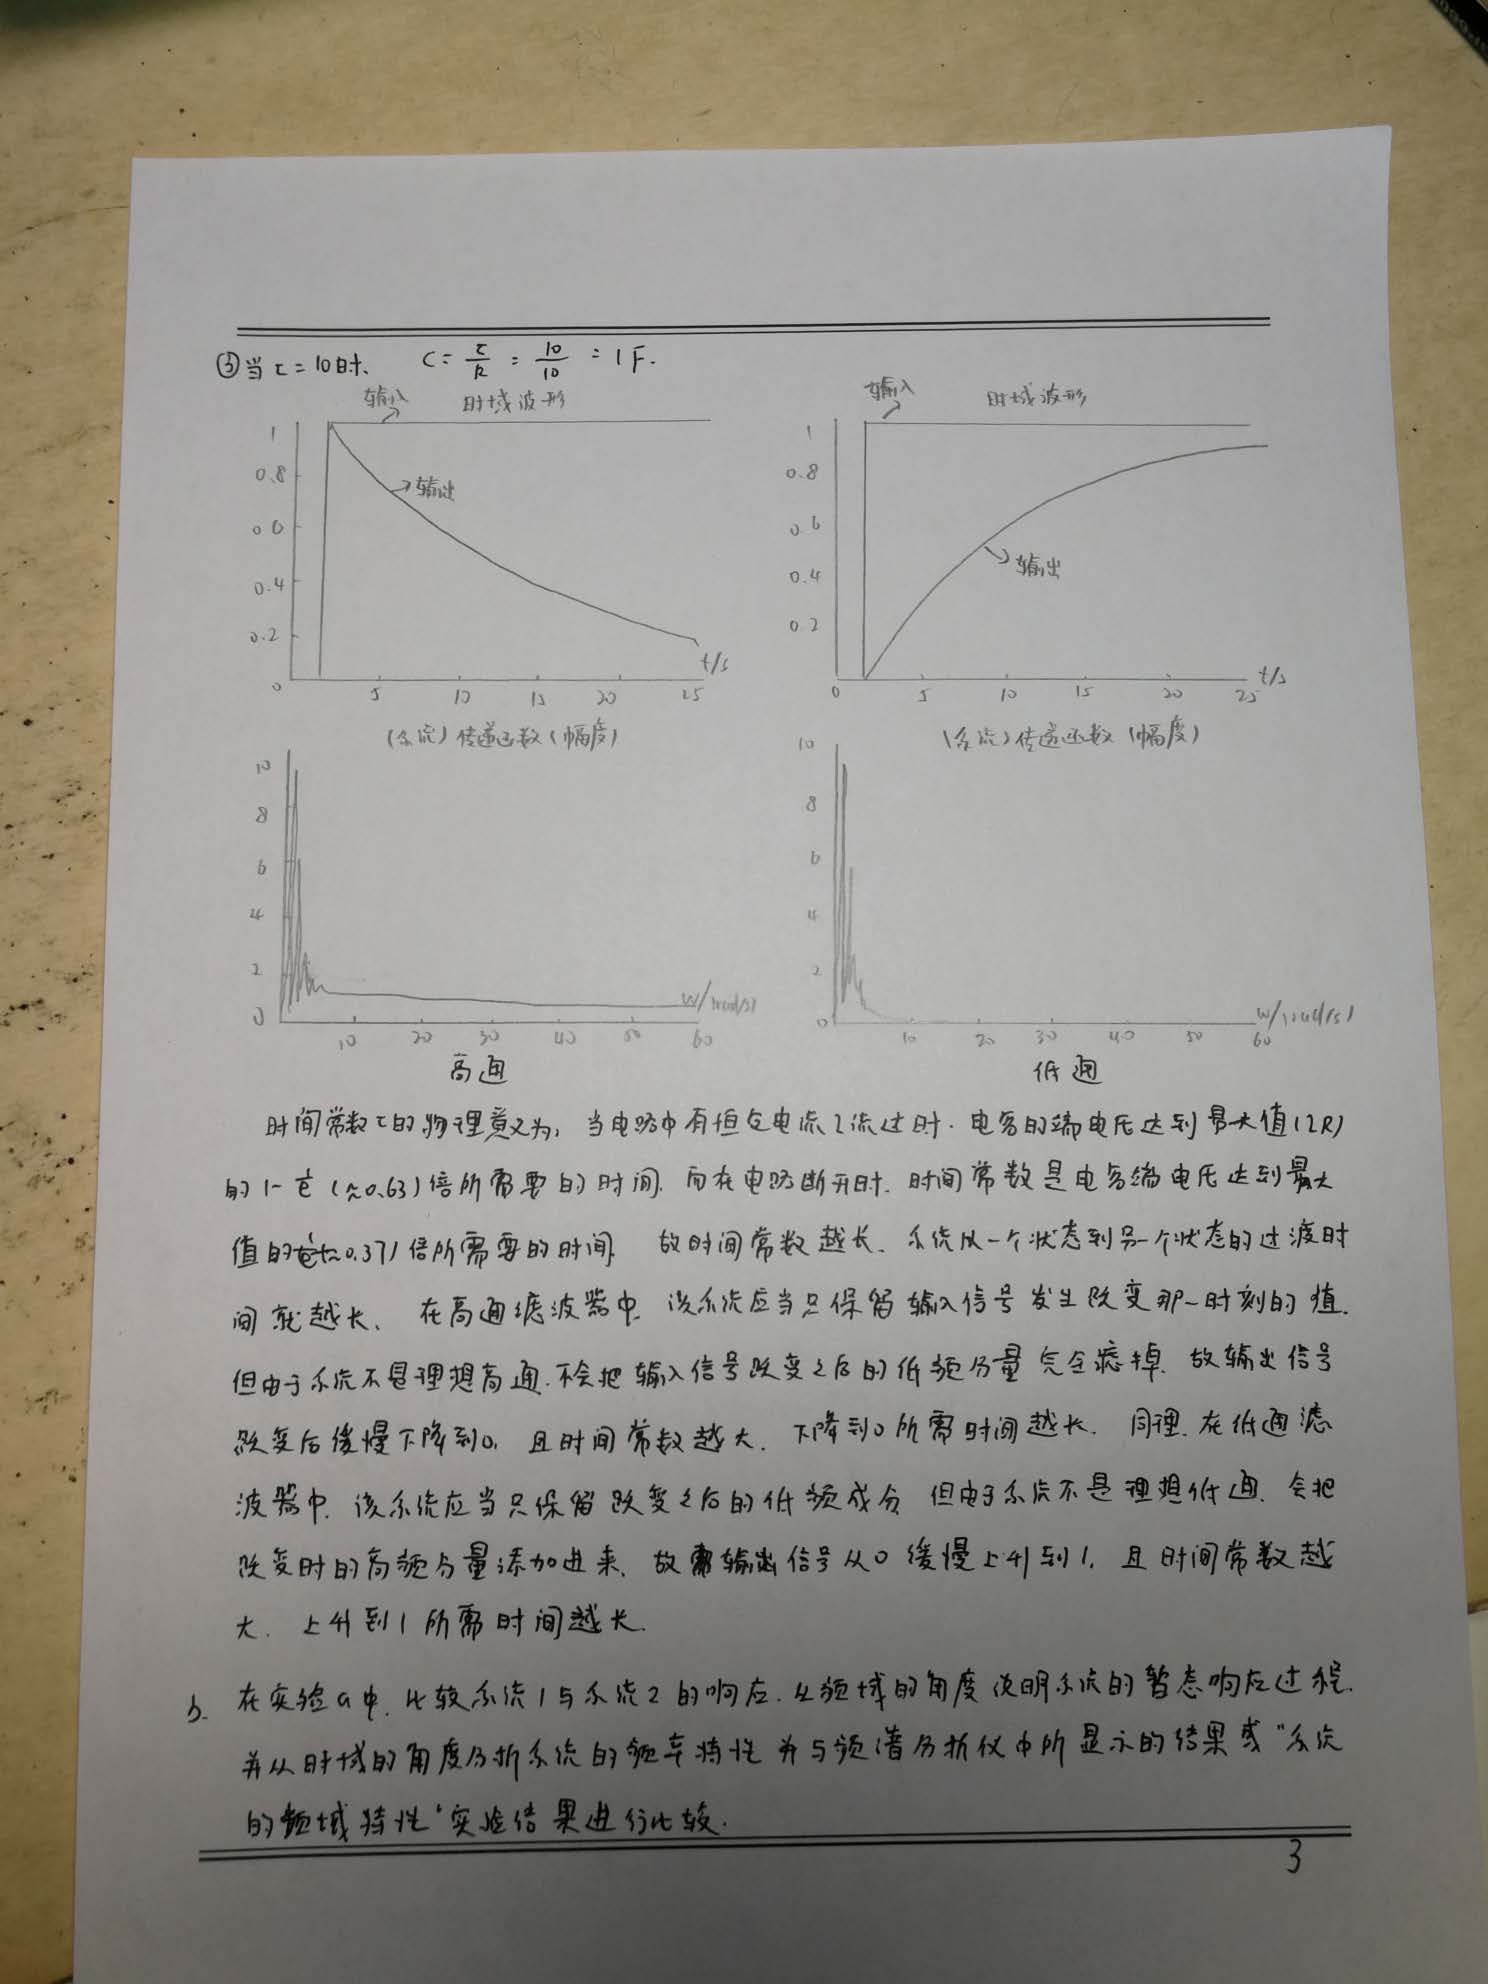 ③当τ=10时、 C=τ/R=10/10=1F.
输入 时域波形 输入 时域波形
1 1
0.8 输出 0.8
0.6 0.6
0.4 0.4 输出
0.2 0.2
t/s t/s
0 5 10 15 20 25 0 5 10 15 20 25
(系统)传递函数(幅度) (系统)传递函数(幅度)
10 10
8 8
6 6
4 4
2 2
w/(rad/s) w/(rad/s)
0 10 20 30 40 50 60 0 10 20 30 40 50 60
高通 低通
时间常数τ的物理意义为,当电路中有恒定电流I流过时.电容的端电压达到最大值(IR)
的1-1/e(≈0.63)倍所需要的时间.而在电路断开时.时间常数是电容端电压达到最大
值的1/e(≈0.37)倍所需要的时间. 故时间常数越长、系统从一个状态到另一个状态的过渡时
间就越长、 在高通滤波器中.该系统应当只保留输入信号发生改变那一时刻的值.
但由于系统不是理想高通.不会把输入信号改变之后的低频分量完全滤掉.故输出信号
改变后缓慢下降到0,且时间常数越大.下降到0所需时间越长.同理.在低通滤
波器中.该系统应当只保留改变之后的低频成分 但由于系统不是理想低通.会把
改变时的高频分量添加进来.故输出信号从0缓慢上升到1.且时间常数越
大.上升到1所需时间越长.
b. 在实验a中.比较系统1与系统2的响应.从频域的角度说明系统的暂态响应过程.
并从时域的角度分析系统的频率特性并与频谱分析仪中所显示的结果或“系统
的频域特性”实验结果进行比较.
3